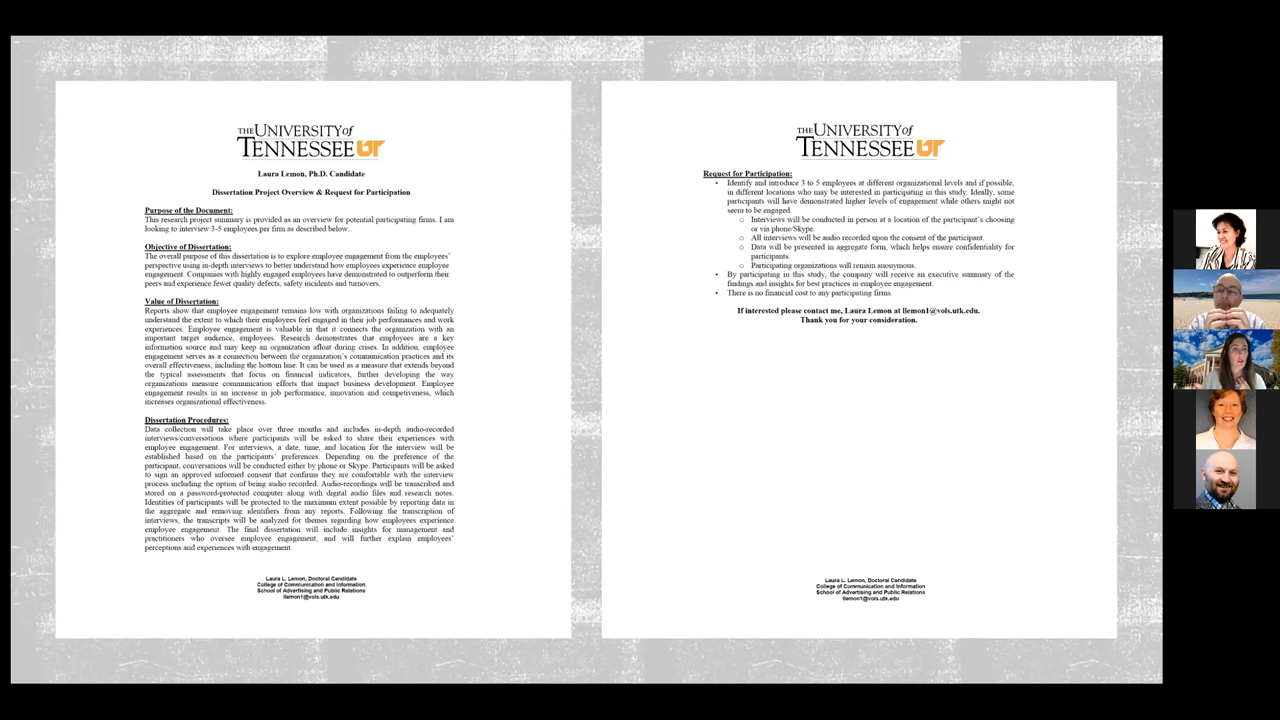 THE UNIVERSITY of
TENNESSEE UT
Laura Lemon, Ph.D. Candidate
Dissertation Project Overview & Request for Participation
Purpose of the Document:
This research project summary is provided as an overview for potential participating firms. I am
looking to interview 3-5 employees per firm as described below.
Objective of Dissertation:
The overall purpose of this dissertation is to explore employee engagement from the employees'
perspective using in-depth interviews to better understand how employees experience employee
engagement. Companies with highly engaged employees have demonstrated to outperform their
peers and experience fewer quality defects, safety incidents and turnovers.
Value of Dissertation:
Reports show that employee engagement remains low with organizations failing to adequately
understand the extent to which their employees feel engaged in their job performances and work
experiences. Employee engagement is valuable in that it connects the organization with an
important target audience, employees. Research demonstrates that employees are a key
information source and may keep an organization afloat during crises. In addition, employee
engagement serves as a connection between the organization's communication practices and its
overall effectiveness, including the bottom line. It can be used as a measure that extends beyond
the typical assessments that focus on financial indicators, further developing the way
organizations measure communication efforts that impact business development. Employee
engagement results in an increase in job performance, innovation and competiveness, which
increases organizational effectiveness.
Dissertation Procedures:
Data collection will take place over three months and includes in-depth audio-recorded
interviews/conversations where participants will be asked to share their experiences with
employee engagement. For interviews, a date, time, and location for the interview will be
established based on the participants' preferences. Depending on the preference of the
participant, conversations will be conducted either by phone or Skype. Participants will be asked
to sign an approved informed consent that confirms they are comfortable with the interview
process including the option of being audio recorded. Audio-recordings will be transcribed and
stored on a password-protected computer along with digital audio files and research notes.
Identities of participants will be protected to the maximum extent possible by reporting data in
the aggregate and removing identifiers from any reports. Following the transcription of
interviews, the transcripts will be analyzed for themes regarding how employees experience
employee engagement. The final dissertation will include insights for management and
practitioners who oversee employee engagement, and will further explain employees'
perceptions and experiences with engagement.
Laura L. Lemon, Doctoral Candidate
College of Communication and Information
School of Advertising and Public Relations
llemon1@vols.utk.edu
THE UNIVERSITY of
TENNESSEE UT
Request for Participation:
• Identify and introduce 3 to 5 employees at different organizational levels and if possible,
in different locations who may be interested in participating in this study. Ideally, some
participants will have demonstrated higher levels of engagement while others might not
seem to be engaged.
o Interviews will be conducted in person at a location of the participant's choosing
or via phone/Skype.
o All interviews will be audio recorded upon the consent of the participant.
o Data will be presented in aggregate form, which helps ensure confidentiality for
participants.
o Participating organizations will remain anonymous.
• By participating in this study, the company will receive an executive summary of the
findings and insights for best practices in employee engagement.
• There is no financial cost to any participating firms.
If interested please contact me, Laura Lemon at llemon1@vols.utk.edu.
Thank you for your consideration.
Laura L. Lemon, Doctoral Candidate
College of Communication and Information
School of Advertising and Public Relations
llemon1@vols.utk.edu